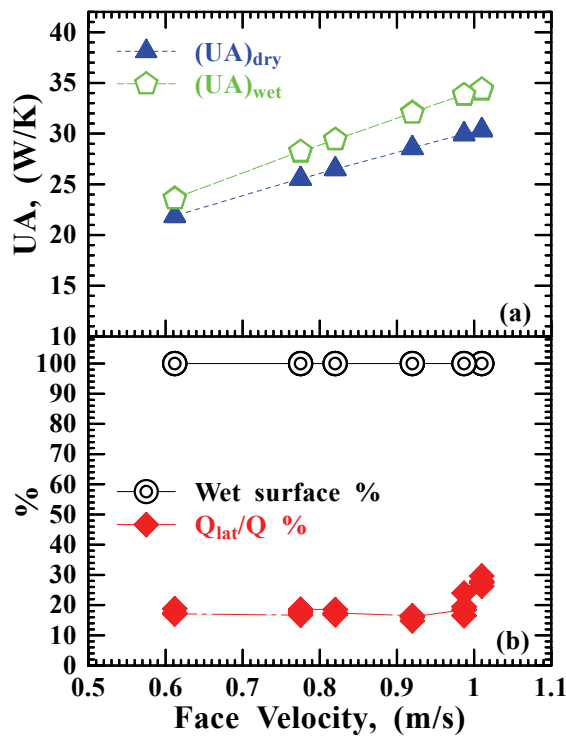 40
35
30
25
20
15
10
UA, (W/K)
(UA)dry
(UA)wet
(a)
100
90
80
70
60
50
40
30
20
10
0
%
Wet surface %
Qlat/Q %
(b)
0.5 0.6 0.7 0.8 0.9 1 1.1
Face Velocity, (m/s)